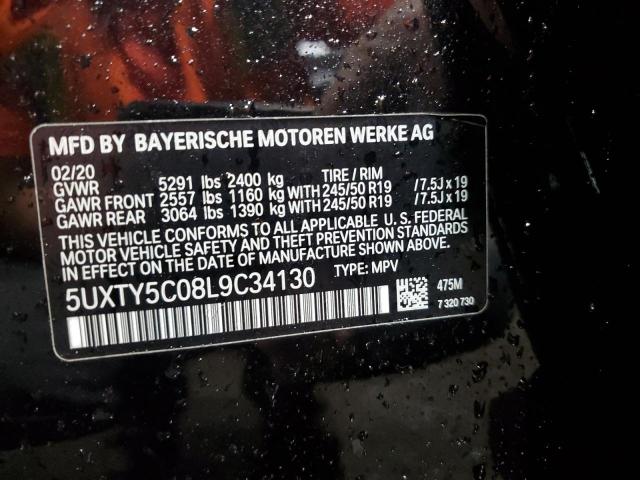 MFD BY BAYERISCHE MOTOREN WERKE AG
02/20
GVWR 5291 lbs 2400 kg TIRE / RIM
GAWR FRONT 2557 lbs 1160 kg WITH 245/50 R19 /7.5J x 19
GAWR REAR 3064 lbs 1390 kg WITH 245/50 R19 /7.5J x 19
THIS VEHICLE CONFORMS TO ALL APPLICABLE U. S. FEDERAL
MOTOR VEHICLE SAFETY AND THEFT PREVENTION STANDARDS
IN EFFECT ON THE DATE OF MANUFACTURE SHOWN ABOVE.
5UXTY5C08L9C34130 TYPE: MPV
475M
7 320 730